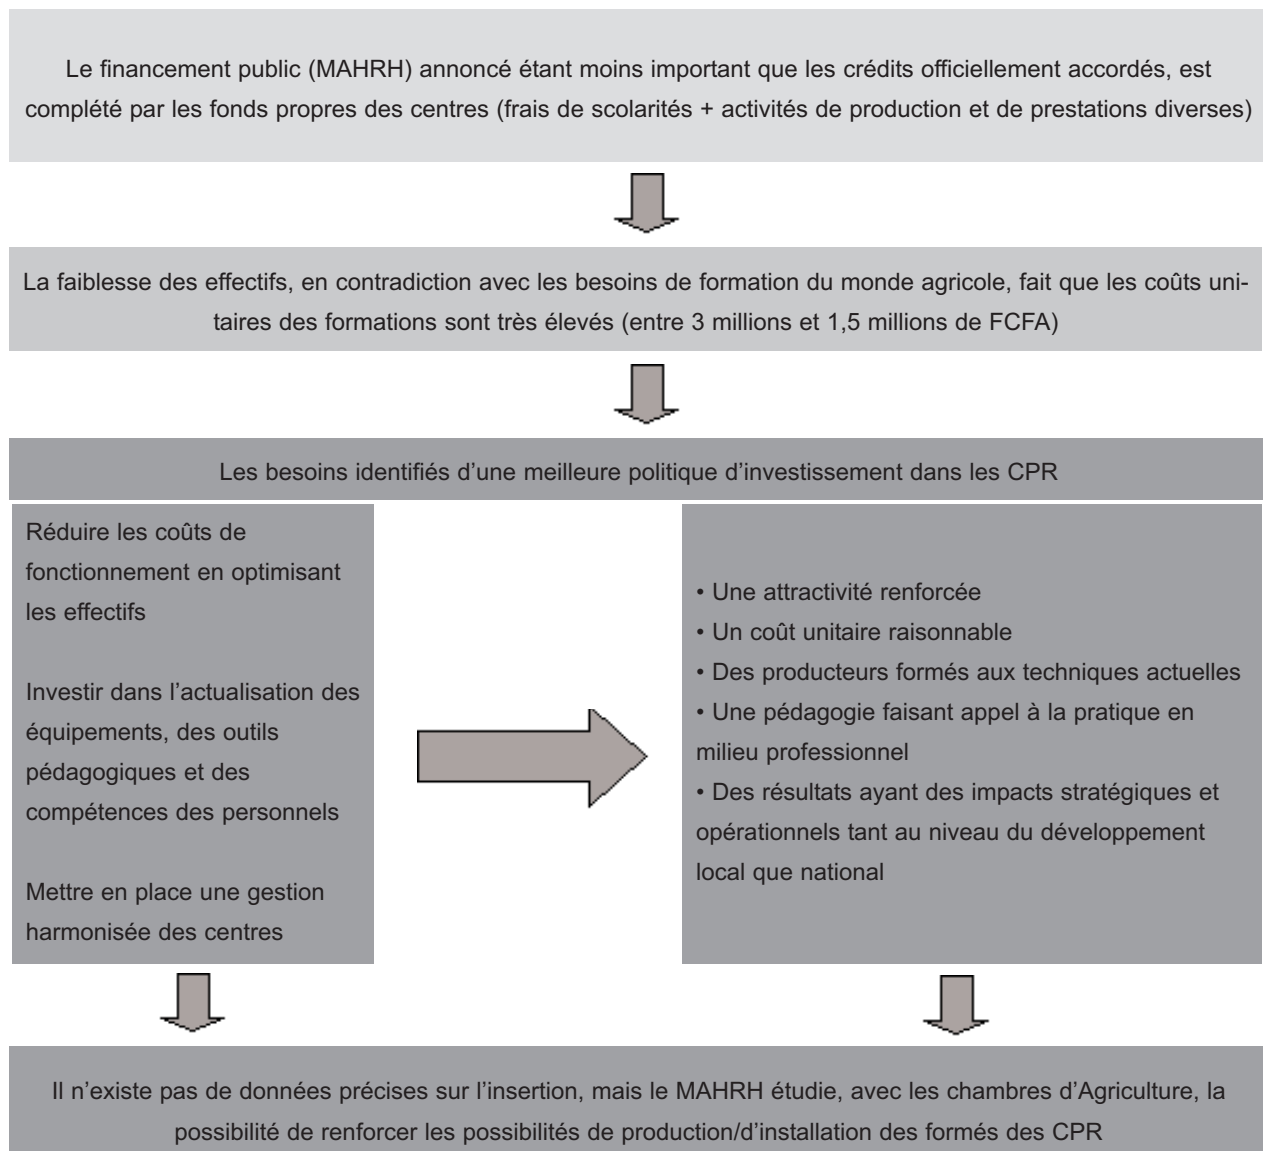 Le financement public (MAHRH) annoncé étant moins important que les crédits officiellement accordés, est
complété par les fonds propres des centres (frais de scolarités + activités de production et de prestations diverses)
La faiblesse des effectifs, en contradiction avec les besoins de formation du monde agricole, fait que les coûts uni-
taires des formations sont très élevés (entre 3 millions et 1,5 millions de FCFA)
Les besoins identifiés d’une meilleure politique d’investissement dans les CPR
Réduire les coûts de
fonctionnement en optimisant
les effectifs
Investir dans l’actualisation des
équipements, des outils
pédagogiques et des
compétences des personnels
Mettre en place une gestion
harmonisée des centres
• Une attractivité renforcée
• Un coût unitaire raisonnable
• Des producteurs formés aux techniques actuelles
• Une pédagogie faisant appel à la pratique en
milieu professionnel
• Des résultats ayant des impacts stratégiques et
opérationnels tant au niveau du développement
local que national
Il n’existe pas de données précises sur l’insertion, mais le MAHRH étudie, avec les chambres d’Agriculture, la
possibilité de renforcer les possibilités de production/d’installation des formés des CPR